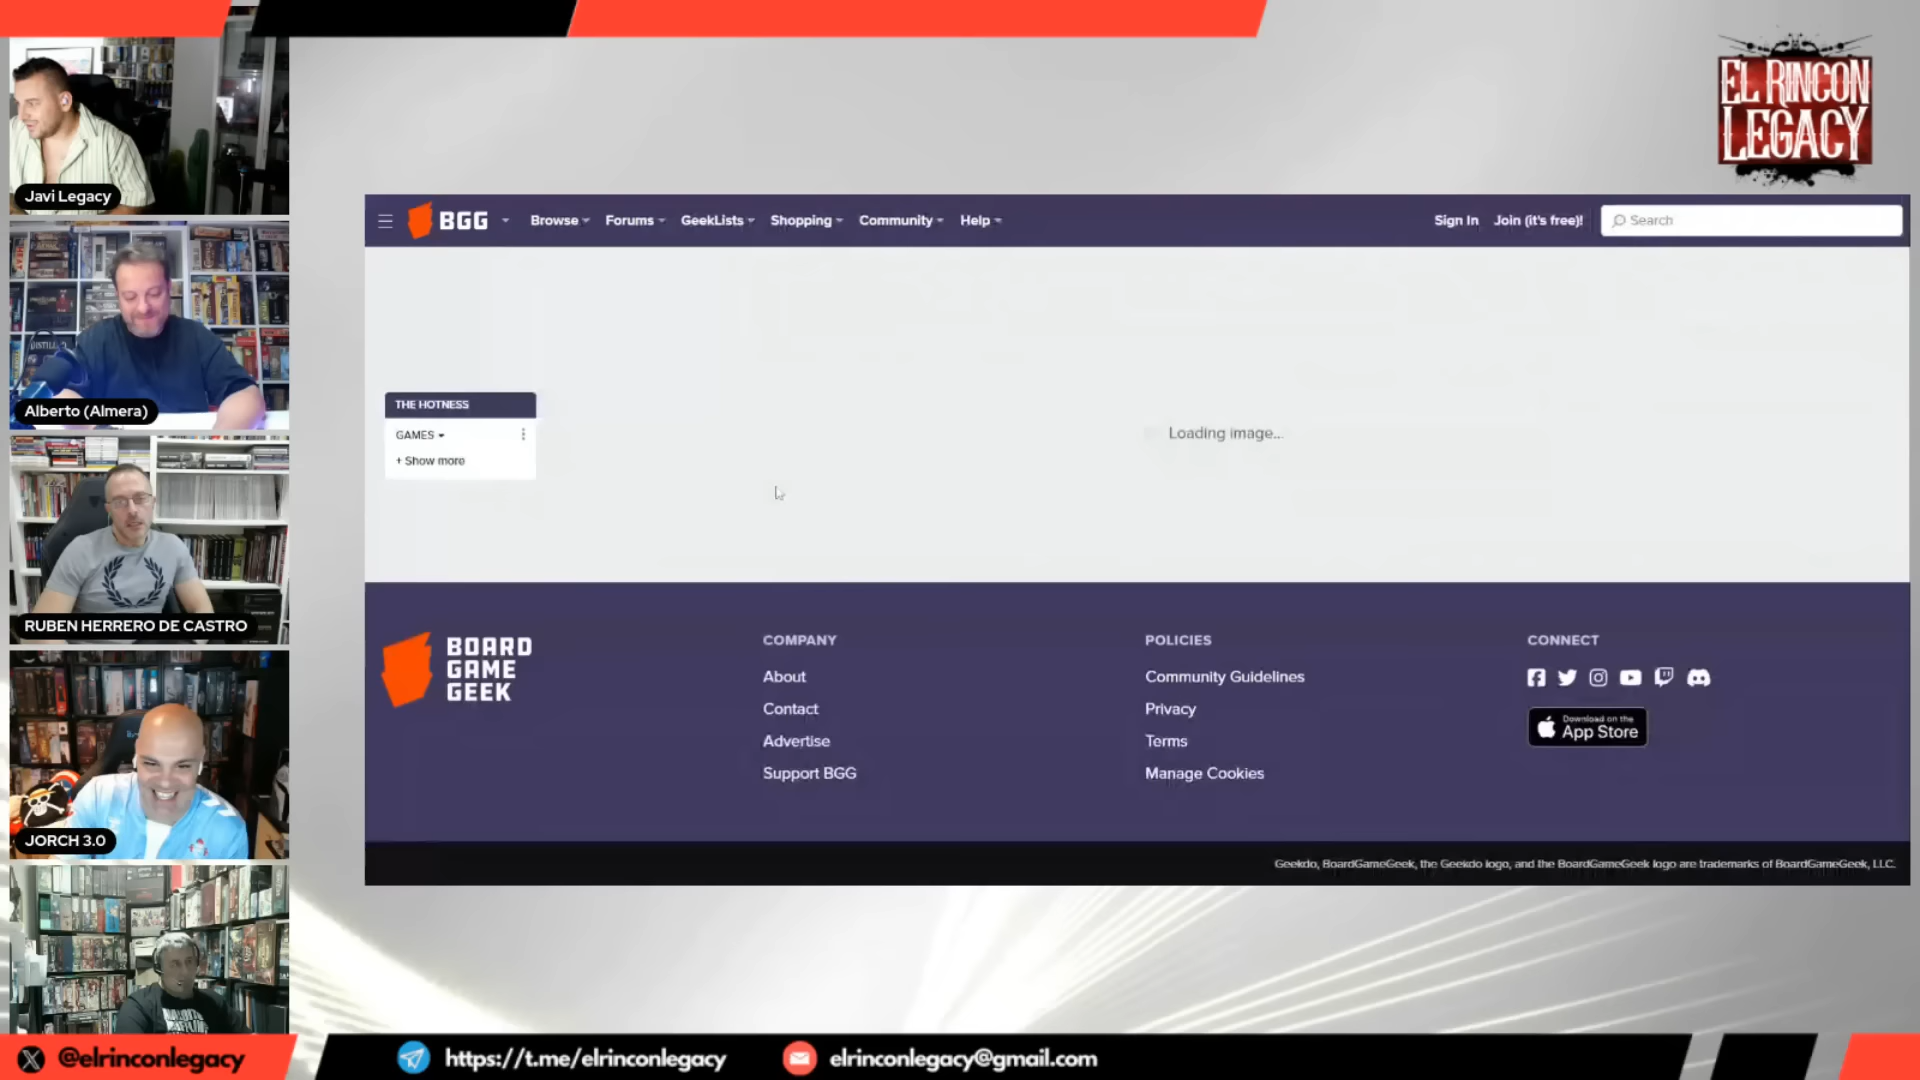 Javi Legacy
Alberto (Almera)
RUBEN HERRERO DE CASTRO
JORCH 3.0
EL RINCON
LEGACY
BGG
Browse
Forums
GeekLists
Shopping
Community
Help
Sign In
Join (it's free)!
Search
THE HOTNESS
GAMES
+ Show more
Loading image...
BOARD
GAME
GEEK
COMPANY
About
Contact
Advertise
Support BGG
POLICIES
Community Guidelines
Privacy
Terms
Manage Cookies
CONNECT
Download on the
App Store
Geekdo, BoardGameGeek, the Geekdo logo, and the BoardGameGeek logo are trademarks of BoardGameGeek, LLC.
@elrinconlegacy
https://t.me/elrinconlegacy
elrinconlegacy@gmail.com